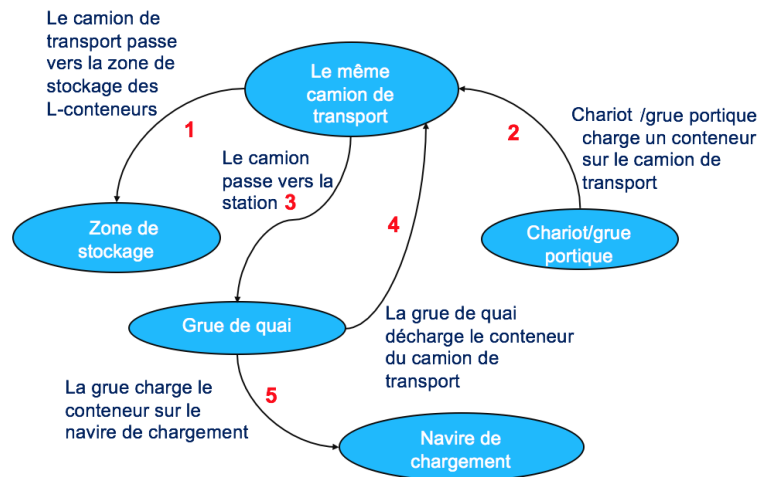 Le camion de
transport passe
vers la zone de
stockage des
L-conteneurs
1
Le même
camion de
transport
2
Chariot /grue portique
charge un conteneur
sur le camion de
transport
Le camion
passe vers la
station 3
4
Zone de
stockage
Chariot/grue
portique
Grue de quai
La grue de quai
décharge le conteneur
du camion de
transport
La grue charge le
conteneur sur le
navire de chargement
5
Navire de
chargement